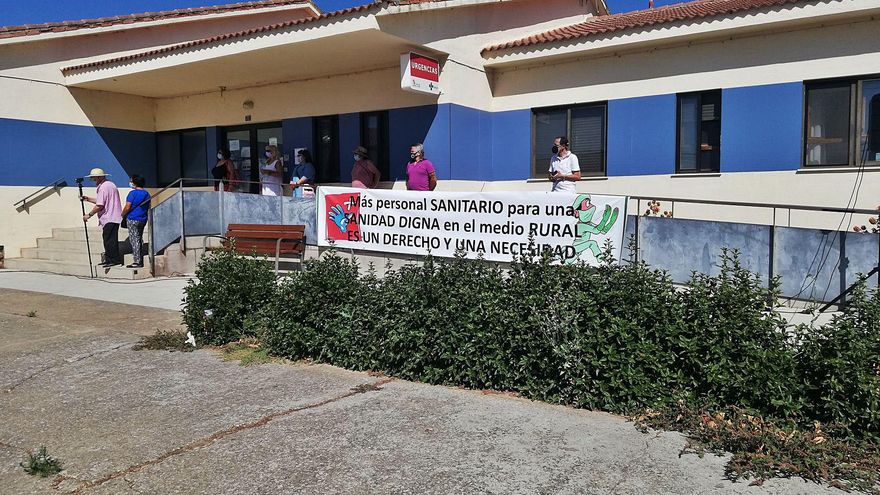 URGENCIAS
Más personal SANITARIO para una
SANIDAD DIGNA en el medio RURAL
ES UN DERECHO Y UNA NECESIDAD